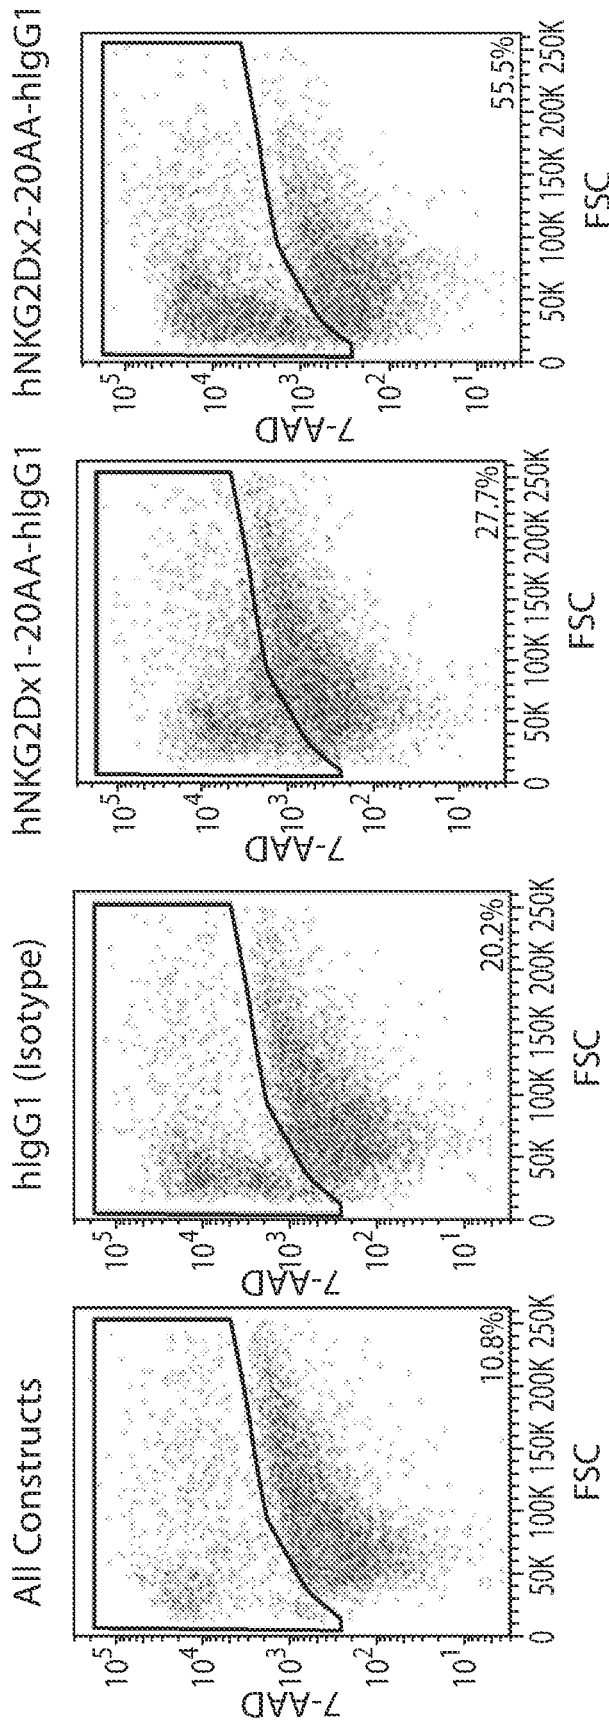 All Constructs
7-AAD
10^5
10^4
10^3
10^2
10^1
10.8%
0 50K 100K 150K 200K 250K
FSC
hIgG1 (Isotype)
7-AAD
10^5
10^4
10^3
10^2
10^1
20.2%
0 50K 100K 150K 200K 250K
FSC
hNKG2Dx1-20AA-hIgG1
7-AAD
10^5
10^4
10^3
10^2
10^1
27.7%
0 50K 100K 150K 200K 250K
FSC
hNKG2Dx2-20AA-hIgG1
7-AAD
10^5
10^4
10^3
10^2
10^1
55.5%
0 50K 100K 150K 200K 250K
FSC